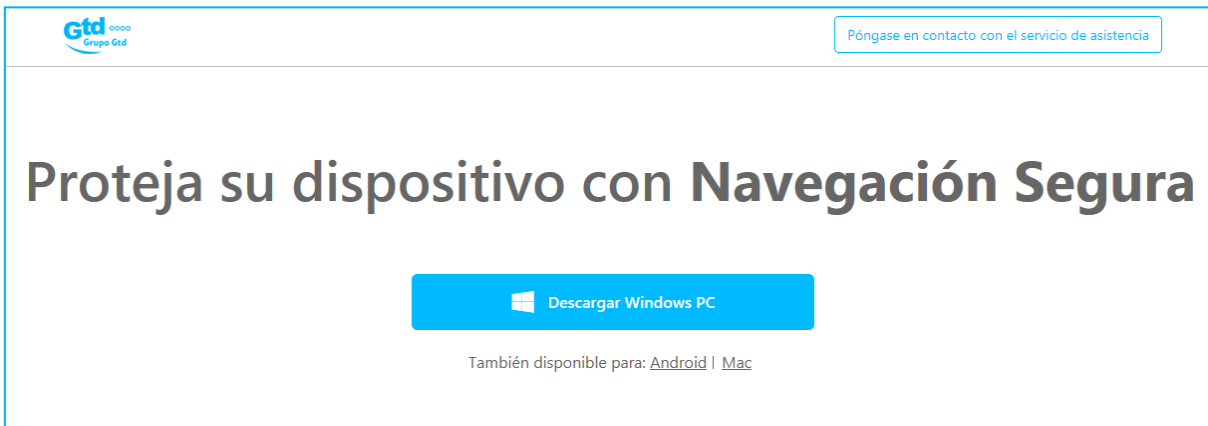 Gtd
Grupo Gtd
Póngase en contacto con el servicio de asistencia
Proteja su dispositivo con Navegación Segura
Descargar Windows PC
También disponible para: Android | Mac